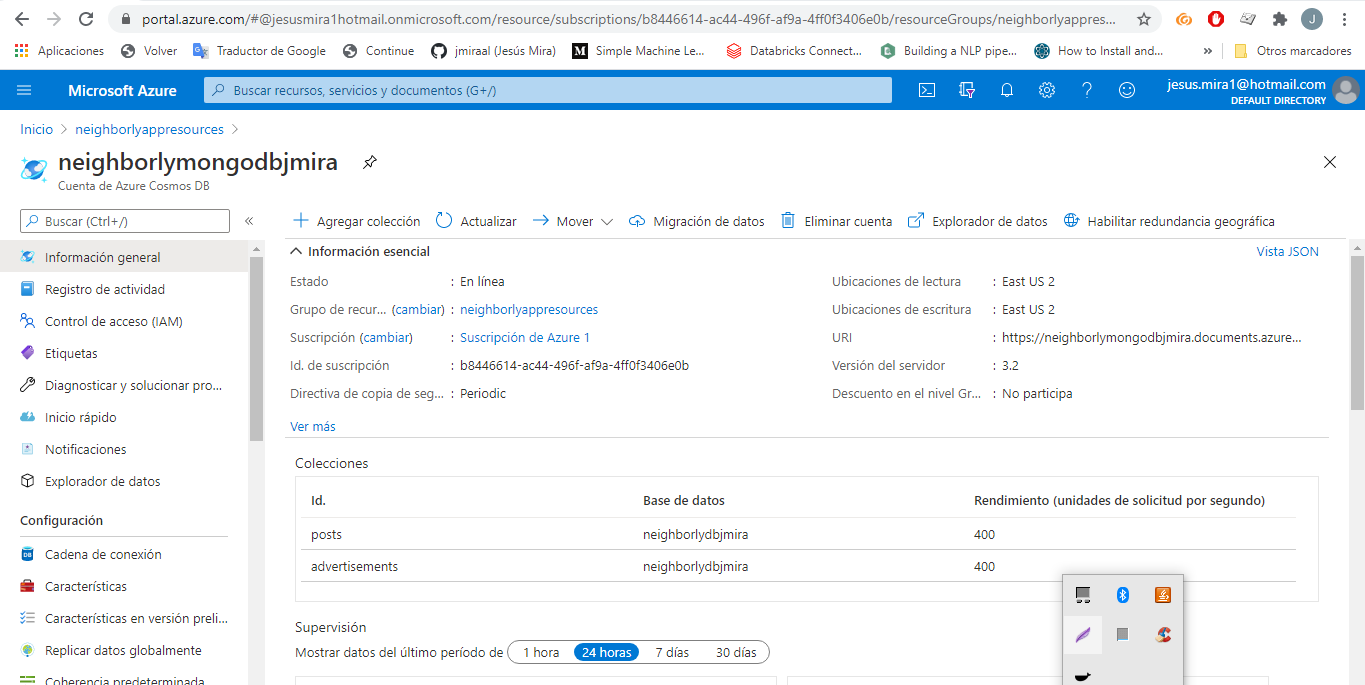 portal.azure.com/#@jesusmira1hotmail.onmicrosoft.com/resource/subscriptions/b8446614-ac44-496f-af9a-4ff0f3406e0b/resourceGroups/neighborlyappres...
J
Aplicaciones Volver Traductor de Google Continue jmiraal (Jesús Mira) M Simple Machine Le... Databricks Connect... Building a NLP pipe... How to Install and... » Otros marcadores
Microsoft Azure Buscar recursos, servicios y documentos (G+/) jesus.mira1@hotmail.com
DEFAULT DIRECTORY
Inicio > neighborlyappresources >
neighborlymongodbjmira
Cuenta de Azure Cosmos DB
Buscar (Ctrl+/) «
Agregar colección Actualizar Mover Migración de datos Eliminar cuenta Explorador de datos Habilitar redundancia geográfica
Información general
Registro de actividad
Control de acceso (IAM)
Etiquetas
Diagnosticar y solucionar pro...
Inicio rápido
Notificaciones
Explorador de datos
Configuración
Cadena de conexión
Características
Características en versión preli...
Replicar datos globalmente
Coherencia predeterminada
Información esencial Vista JSON
Estado : En línea
Grupo de recur... (cambiar) : neighborlyappresources
Suscripción (cambiar) : Suscripción de Azure 1
Id. de suscripción : b8446614-ac44-496f-af9a-4ff0f3406e0b
Directiva de copia de seg... : Periodic
Ubicaciones de lectura : East US 2
Ubicaciones de escritura : East US 2
URI : https://neighborlymongodbjmira.documents.azure...
Versión del servidor : 3.2
Descuento en el nivel Gr... : No participa
Ver más
Colecciones
Id. Base de datos Rendimiento (unidades de solicitud por segundo)
posts neighborlydbjmira 400
advertisements neighborlydbjmira 400
Supervisión
Mostrar datos del último período de 1 hora 24 horas 7 días 30 días